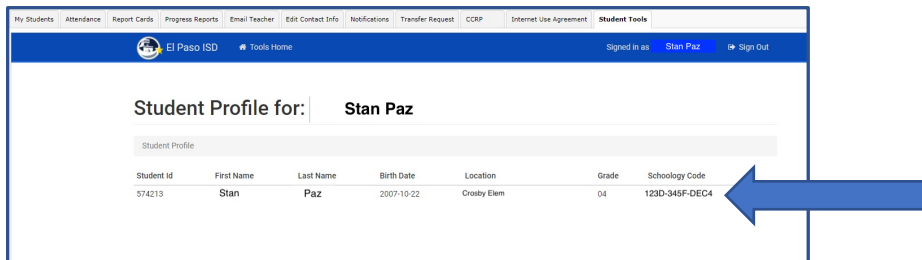 My Students Attendance Report Cards Progress Reports Email Teacher Edit Contact Info Notifications Transfer Request CCRP Internet Use Agreement Student Tools
El Paso ISD Tools Home Signed in as Stan Paz Sign Out
Student Profile for: Stan Paz
Student Profile
Student Id First Name Last Name Birth Date Location Grade Schoology Code
574213 Stan Paz 2007-10-22 Crosby Elem 04 123D-345F-DEC4